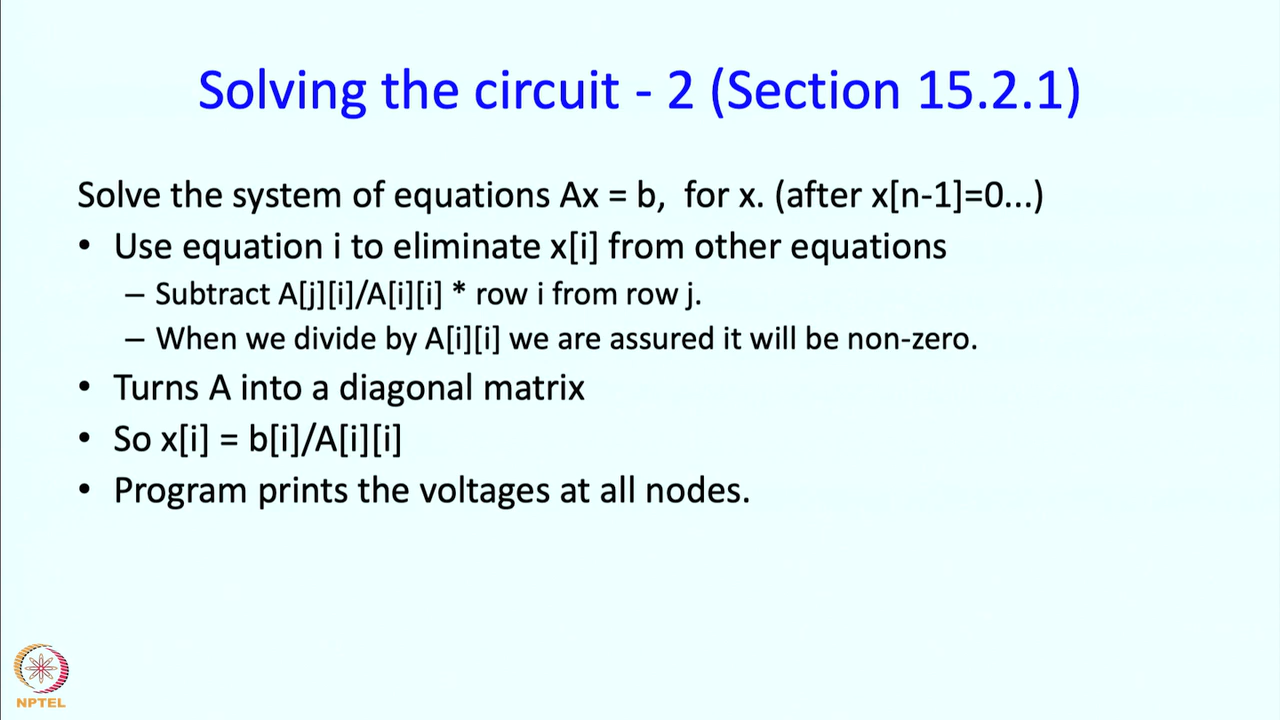 Solving the circuit - 2 (Section 15.2.1)
Solve the system of equations Ax = b,  for x. (after x[n-1]=0...)
• Use equation i to eliminate x[i] from other equations
– Subtract A[j][i]/A[i][i] * row i from row j.
– When we divide by A[i][i] we are assured it will be non-zero.
• Turns A into a diagonal matrix
• So x[i] = b[i]/A[i][i]
• Program prints the voltages at all nodes.
NPTEL